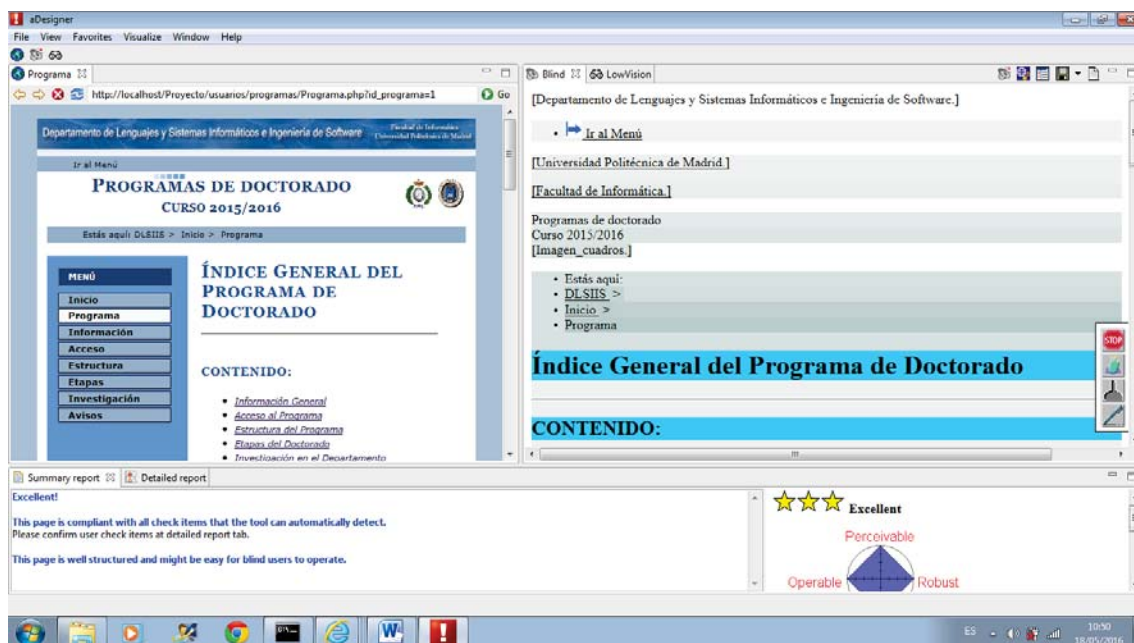 aDesigner
File View Favorites Visualize Window Help
Programa
http://localhost/Proyecto/usuarios/programas/Programa.php?id_programa=1
Go
Departamento de Lenguajes y Sistemas Informáticos e Ingeniería de Software
Facultad de Informática
Universidad Politécnica de Madrid
Ir al Menú
PROGRAMAS DE DOCTORADO
CURSO 2015/2016
Estás aquí: DLSIIS > Inicio > Programa
MENÚ
Inicio
Programa
Información
Acceso
Estructura
Etapas
Investigación
Avisos
ÍNDICE GENERAL DEL
PROGRAMA DE
DOCTORADO
CONTENIDO:
• Información General
• Acceso al Programa
• Estructura del Programa
• Etapas del Doctorado
• Investigación en el Departamento
Blind
LowVision
[Departamento de Lenguajes y Sistemas Informáticos e Ingeniería de Software.]
• Ir al Menú
[Universidad Politécnica de Madrid.]
[Facultad de Informática.]
Programas de doctorado
Curso 2015/2016
[Imagen_cuadros.]
• Estás aquí:
• DLSIIS >
• Inicio >
• Programa
Índice General del Programa de Doctorado
CONTENIDO:
STOP
Summary report
Detailed report
Excellent!
This page is compliant with all check items that the tool can automatically detect.
Please confirm user check items at detailed report tab.
This page is well structured and might be easy for blind users to operate.
Excellent
Perceivable
Operable
Robust
W
ES
10:50
18/05/2016